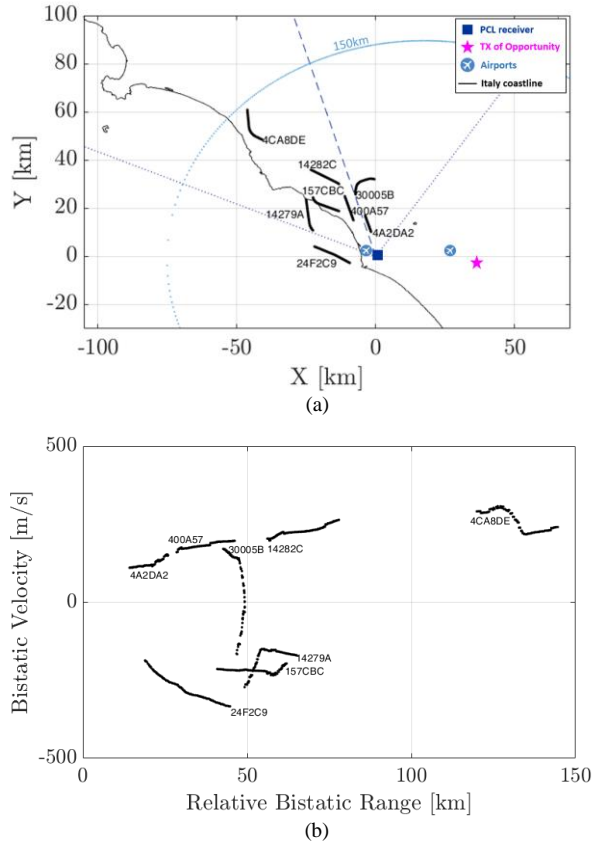 100
80
60
40
20
0
-20
Y [km]
150km
PCL receiver
TX of Opportunity
Airports
Italy coastline
4CA8DE
14282C
157CBC
30005B
14279A
400A57
4A2DA2
24F2C9
-100
-50
0
50
X [km]
(a)
500
0
-500
Bistatic Velocity [m/s]
4CA8DE
400A57
30005B
14282C
4A2DA2
14279A
157CBC
24F2C9
0
50
100
150
Relative Bistatic Range [km]
(b)